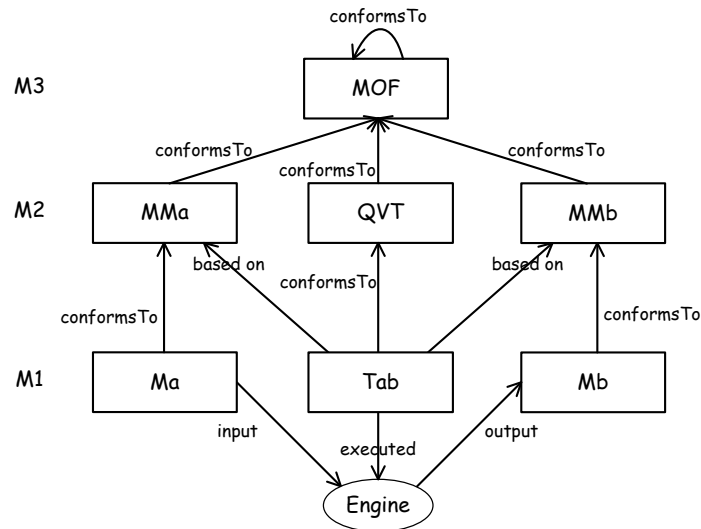 conformsTo
M3
MOF
conformsTo
conformsTo
conformsTo
M2
MMa
QVT
MMb
based on
based on
conformsTo
conformsTo
conformsTo
M1
Ma
Tab
Mb
input
executed
output
Engine